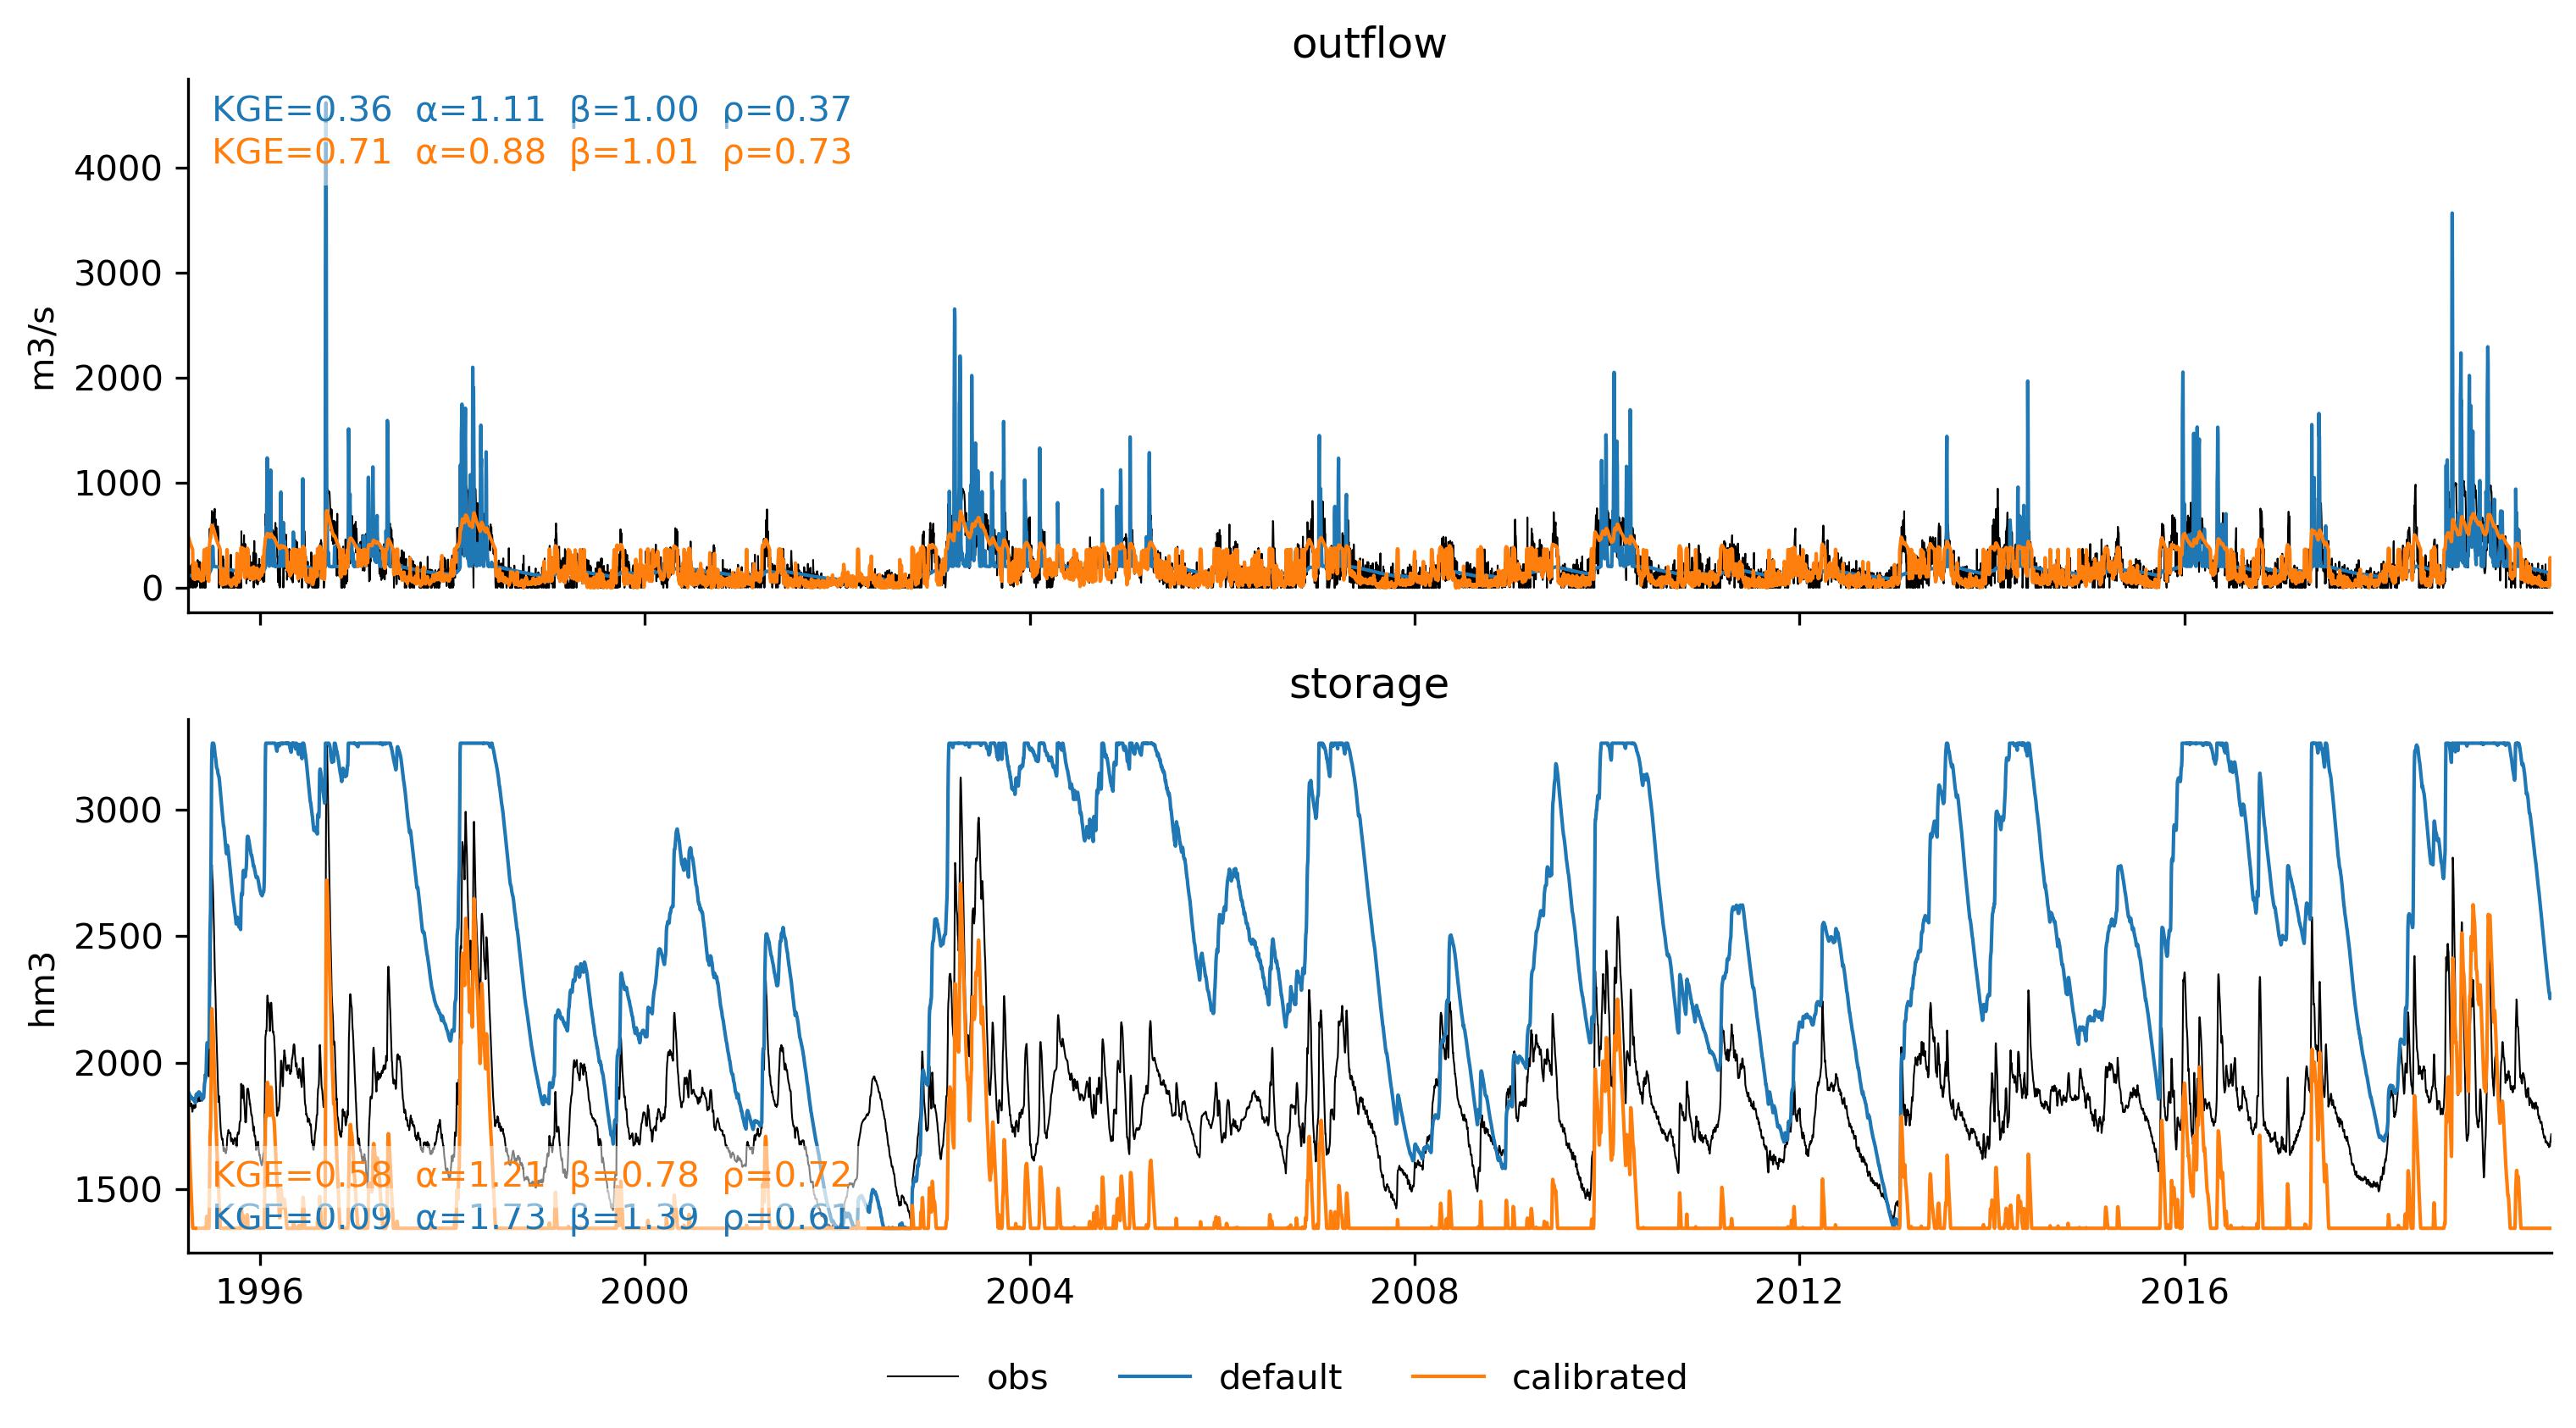 outflow
KGE=0.36 α=1.11 β=1.00 ρ=0.37
KGE=0.71 α=0.88 β=1.01 ρ=0.73
m3/s
4000
3000
2000
1000
0
storage
hm3
3000
2500
2000
1500
KGE=0.58 α=1.21 β=0.78 ρ=0.72
KGE=0.09 α=1.73 β=1.39 ρ=0.61
1996 2000 2004 2008 2012 2016
obs default calibrated